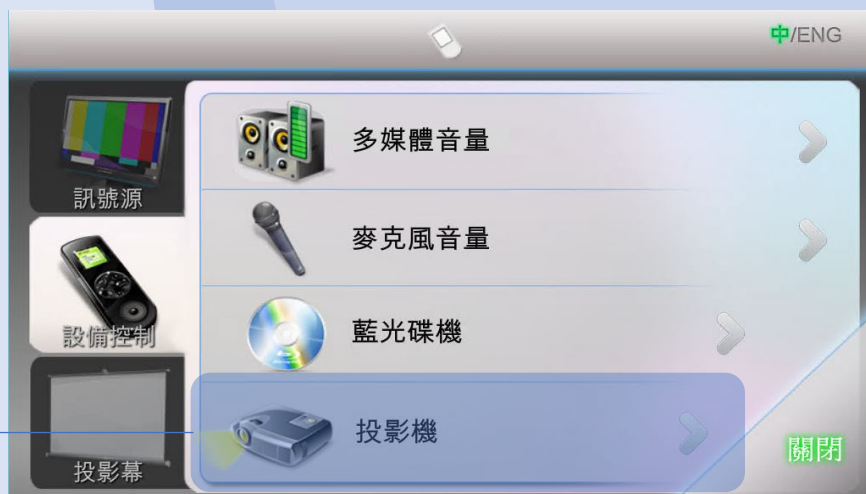 中/ENG
訊號源
設備控制
投影幕
多媒體音量
麥克風音量
藍光碟機
投影機
關閉